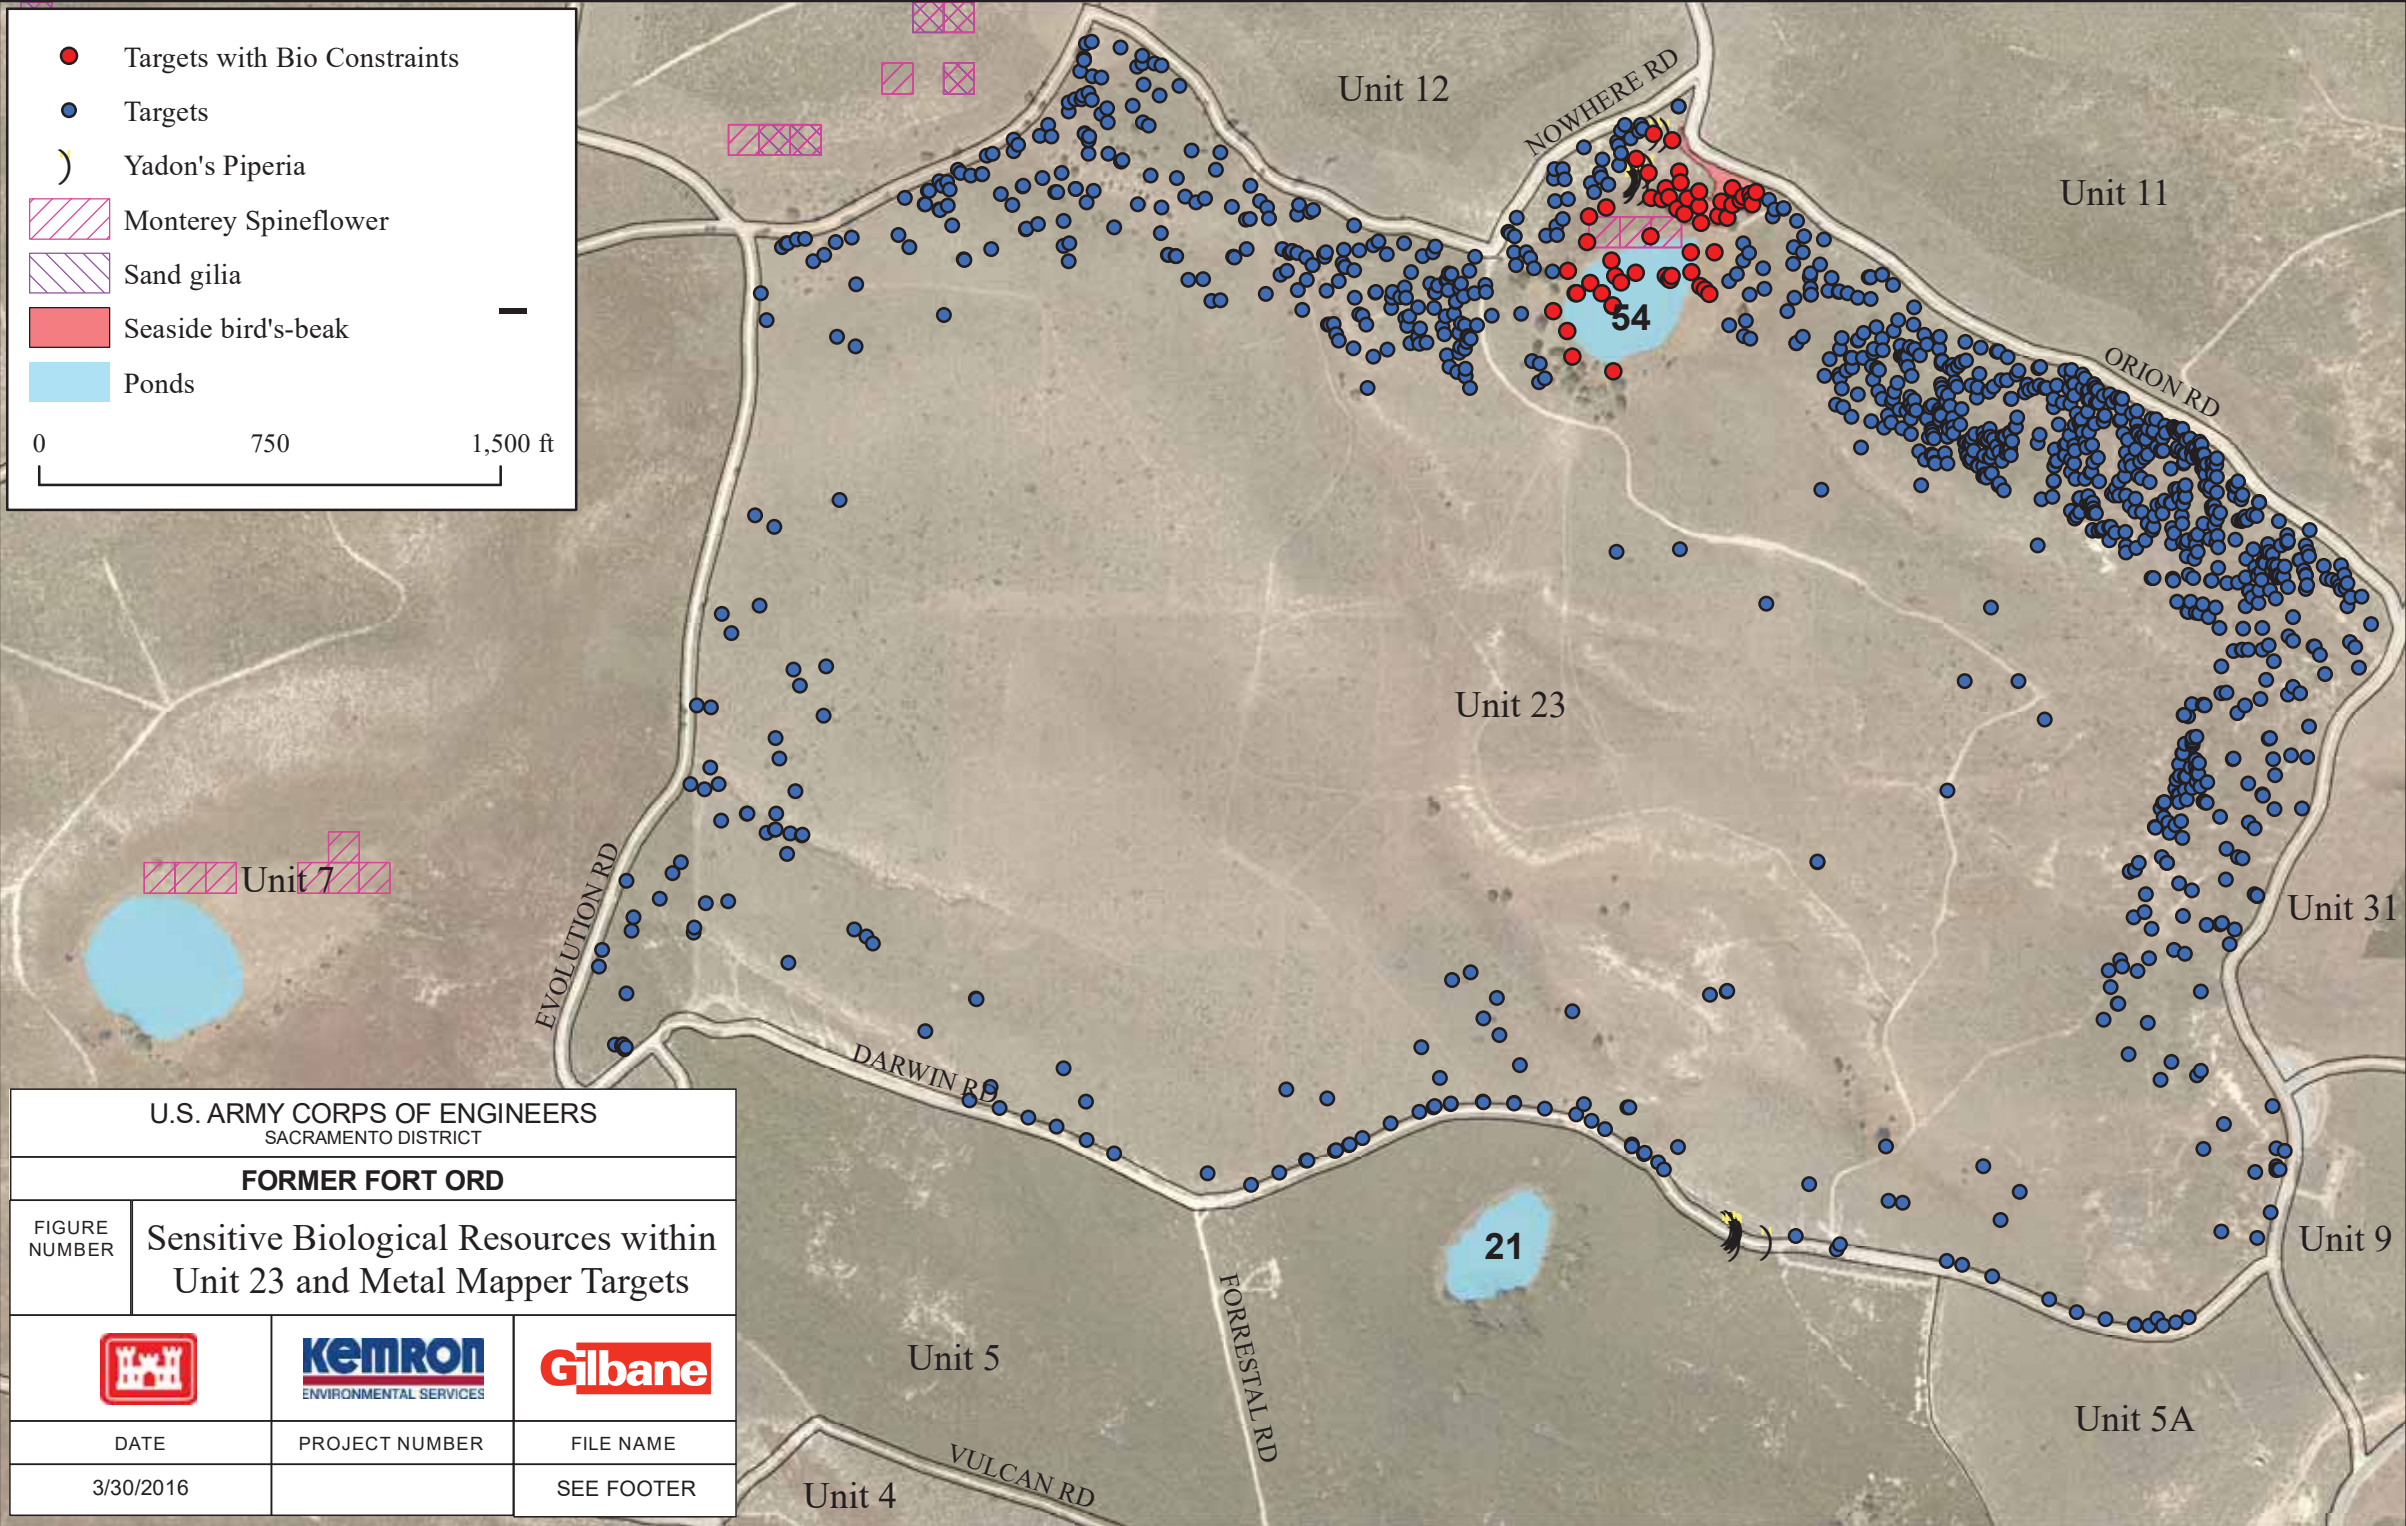 Targets with Bio Constraints
Targets
Yadon's Piperia
Monterey Spineflower
Sand gilia
Seaside bird's-beak
Ponds
0 750 1,500 ft
Unit 12
NOWHERE RD
Unit 11
54
ORION RD
Unit 23
Unit 7
EVOLUTION RD
Unit 31
DARWIN RD
21
Unit 9
FORRESTAL RD
Unit 5
Unit 5A
VULCAN RD
Unit 4
U.S. ARMY CORPS OF ENGINEERS
SACRAMENTO DISTRICT
FORMER FORT ORD
FIGURE
NUMBER
Sensitive Biological Resources within
Unit 23 and Metal Mapper Targets
KEMRON
ENVIRONMENTAL SERVICES
Gilbane
DATE PROJECT NUMBER FILE NAME
3/30/2016 SEE FOOTER